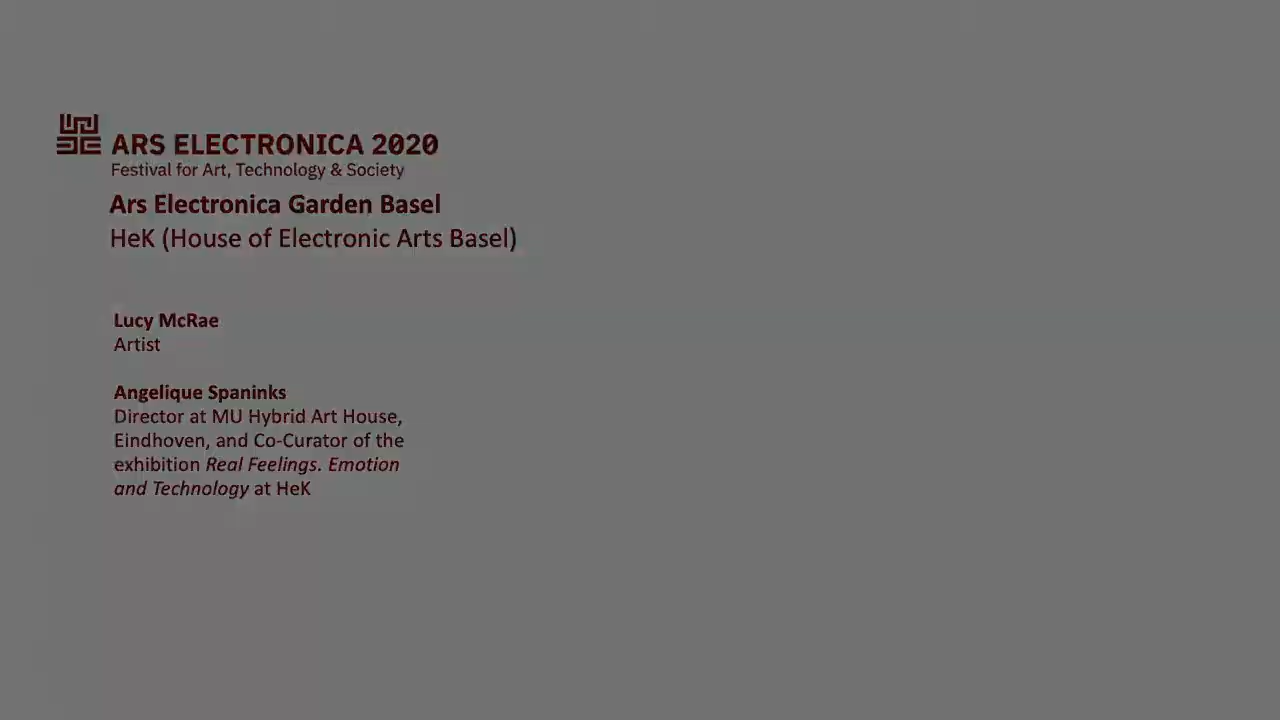 ARS ELECTRONICA 2020
Festival for Art, Technology & Society
Ars Electronica Garden Basel
HeK (House of Electronic Arts Basel)
Lucy McRae
Artist
Angelique Spaninks
Director at MU Hybrid Art House,
Eindhoven, and Co-Curator of the
exhibition Real Feelings. Emotion
and Technology at HeK